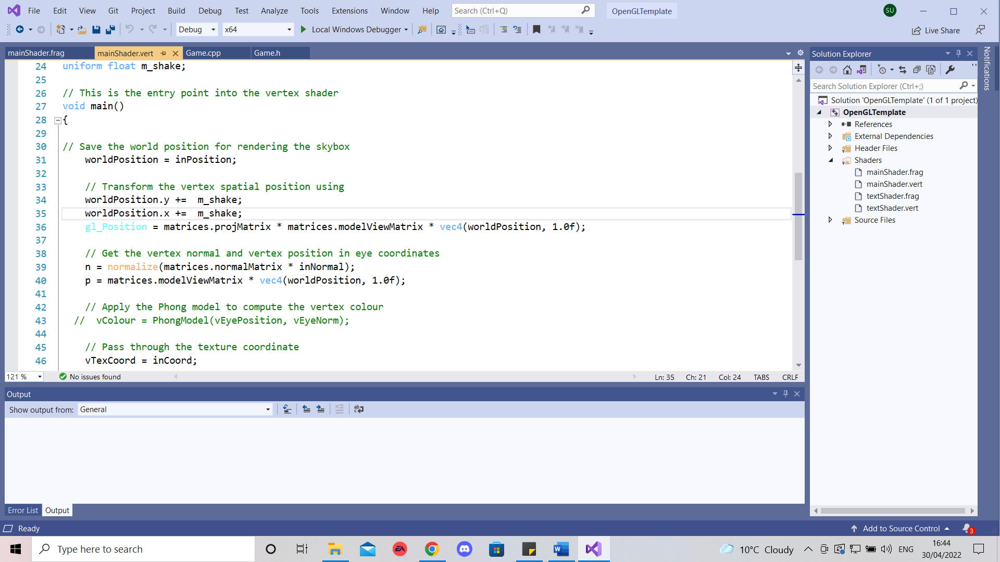 File Edit View Git Project Build Debug Test Analyze Tools Extensions Window Help Search (Ctrl+Q) OpenGLTemplate SU
Debug x64 Local Windows Debugger Live Share
mainShader.frag mainShader.vert Game.cpp Game.h
24 uniform float m_shake;
25
26 // This is the entry point into the vertex shader
27 void main()
28 {
29
30 // Save the world position for rendering the skybox
31 worldPosition = inPosition;
32
33 // Transform the vertex spatial position using
34 worldPosition.y += m_shake;
35 worldPosition.x += m_shake;
36 gl_Position = matrices.projMatrix * matrices.modelViewMatrix * vec4(worldPosition, 1.0f);
37
38 // Get the vertex normal and vertex position in eye coordinates
39 n = normalize(matrices.normalMatrix * inNormal);
40 p = matrices.modelViewMatrix * vec4(worldPosition, 1.0f);
41
42 // Apply the Phong model to compute the vertex colour
43 // vColour = PhongModel(vEyePosition, vEyeNorm);
44
45 // Pass through the texture coordinate
46 vTexCoord = inCoord;
121 % No issues found Ln: 35 Ch: 21 Col: 24 TABS CRLF
Output
Show output from: General
Error List Output
Solution Explorer
Search Solution Explorer (Ctrl+;)
Solution 'OpenGLTemplate' (1 of 1 project)
OpenGLTemplate
References
External Dependencies
Header Files
Shaders
mainShader.frag
mainShader.vert
textShader.frag
textShader.vert
Source Files
Notifications
Ready Add to Source Control 3
Type here to search EA W 10°C Cloudy ENG 16:44
30/04/2022